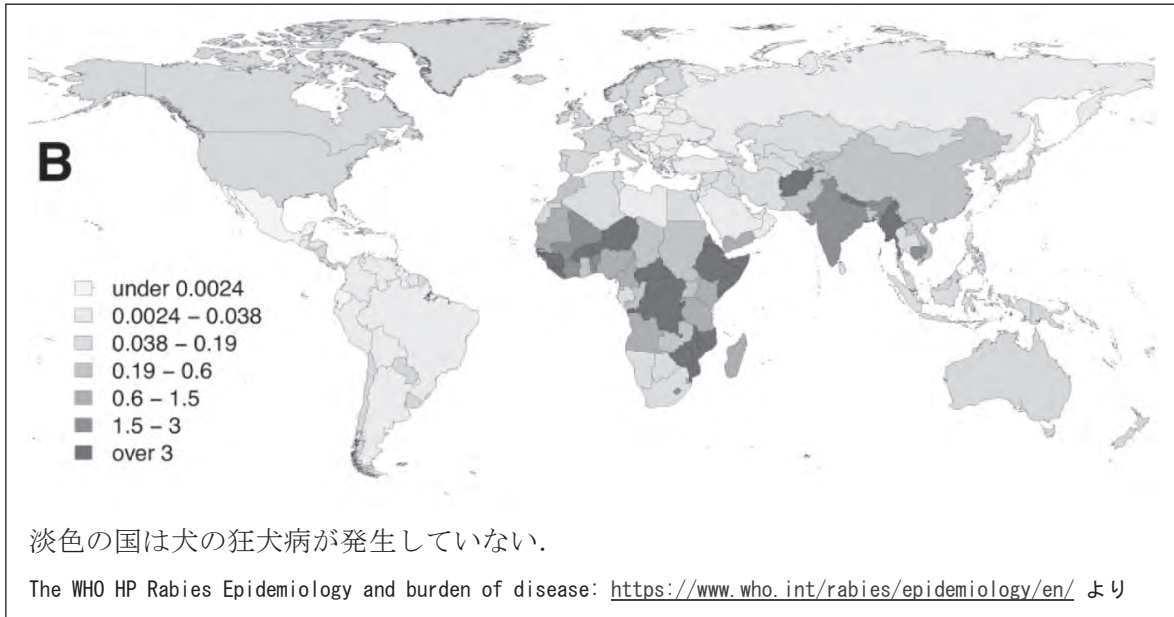 B
under 0.0024
0.0024 – 0.038
0.038 – 0.19
0.19 – 0.6
0.6 – 1.5
1.5 – 3
over 3
淡色の国は犬の狂犬病が発生していない.
The WHO HP Rabies Epidemiology and burden of disease: https://www.who.int/rabies/epidemiology/en/ より